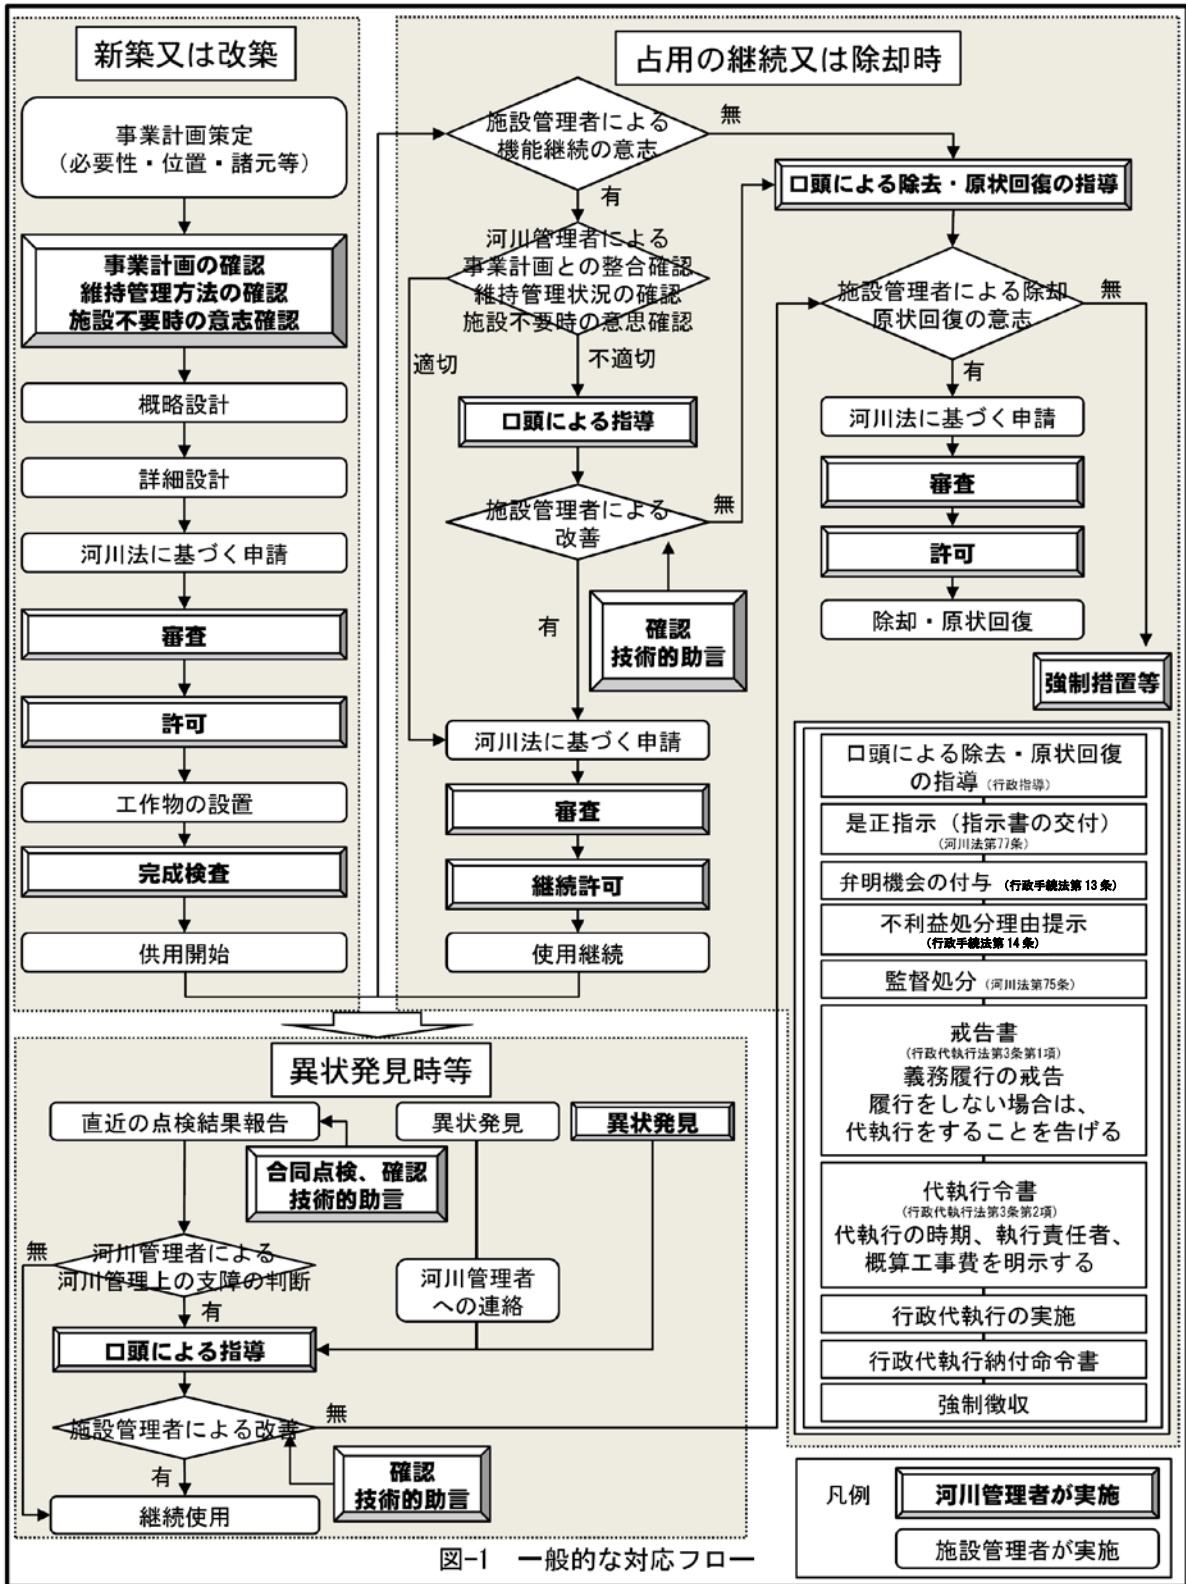 新築又は改築
事業計画策定
（必要性・位置・諸元等）
事業計画の確認
維持管理方法の確認
施設不要時の意志確認
概略設計
詳細設計
河川法に基づく申請
審査
許可
工作物の設置
完成検査
供用開始
占用の継続又は除却時
施設管理者による
機能継続の意志
無
有
河川管理者による
事業計画との整合確認
維持管理状況の確認
施設不要時の意思確認
適切
不適切
口頭による指導
施設管理者による
改善
無
有
確認
技術的助言
河川法に基づく申請
審査
継続許可
使用継続
口頭による除去・原状回復の指導
施設管理者による除却
原状回復の意志
無
有
河川法に基づく申請
審査
許可
除却・原状回復
強制措置等
口頭による除去・原状回復
の指導（行政指導）
是正指示（指示書の交付）
（河川法第77条）
弁明機会の付与（行政手続法第13条）
不利益処分理由提示
（行政手続法第14条）
監督処分（河川法第75条）
戒告書
（行政代執行法第3条第1項）
義務履行の戒告
履行をしない場合は、
代執行をすることを告げる
代執行令書
（行政代執行法第3条第2項）
代執行の時期、執行責任者、
概算工事費を明示する
行政代執行の実施
行政代執行納付命令書
強制徴収
異状発見時等
直近の点検結果報告
異状発見
異状発見
合同点検、確認
技術的助言
無
河川管理者による
河川管理上の支障の判断
有
河川管理者
への連絡
口頭による指導
施設管理者による改善
無
有
確認
技術的助言
継続使用
凡例
河川管理者が実施
施設管理者が実施
図-1　一般的な対応フロー